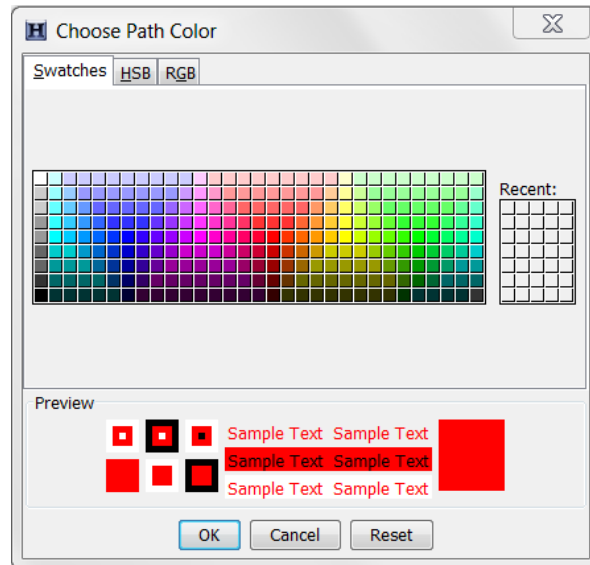 H Choose Path Color
Swatches HSB RGB
Recent:
Preview
Sample Text Sample Text
Sample Text Sample Text
Sample Text Sample Text
OK Cancel Reset